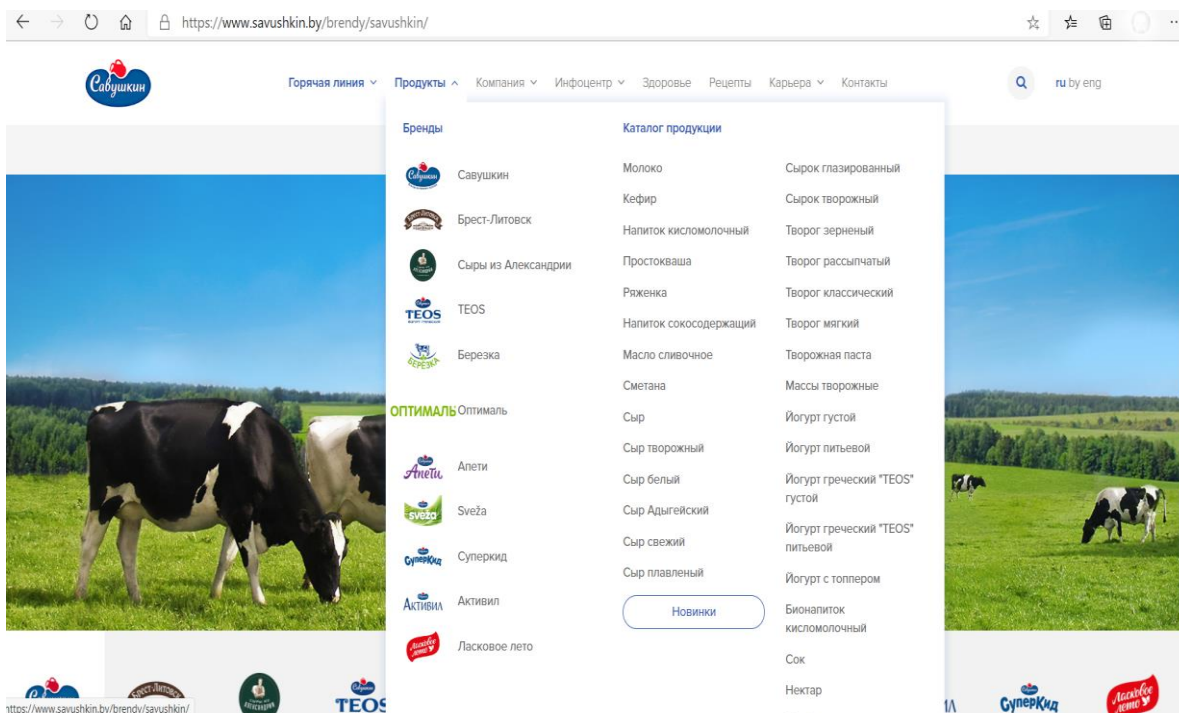 https://www.savushkin.by/brendy/savushkin/
Савушкин
Горячая линия
Продукты
Компания
Инфоцентр
Здоровье
Рецепты
Карьера
Контакты
ru by eng
Бренды
Савушкин
Савушкин
Брест-Литовск
Сыры из Александрии
TEOS
TEOS
БЕРЕЗКА
Березка
ОПТИМАЛЬ
Оптималь
Апети
Апети
sveza
Sveža
СуперКид
Суперкид
Активил
Активил
Ласковое лето
Ласковое лето
Каталог продукции
Молоко
Кефир
Напиток кисломолочный
Простокваша
Ряженка
Напиток сокосодержащий
Масло сливочное
Сметана
Сыр
Сыр творожный
Сыр белый
Сыр Адыгейский
Сыр свежий
Сыр плавленый
Новинки
Сырок глазированный
Сырок творожный
Творог зерненый
Творог рассыпчатый
Творог классический
Творог мягкий
Творожная паста
Массы творожные
Йогурт густой
Йогурт питьевой
Йогурт греческий "TEOS"
густой
Йогурт греческий "TEOS"
питьевой
Йогурт с топпером
Бионапиток
кисломолочный
Сок
Нектар
TEOS
СуперКид
Ласковое лето
https://www.savushkin.by/brendy/savushkin/